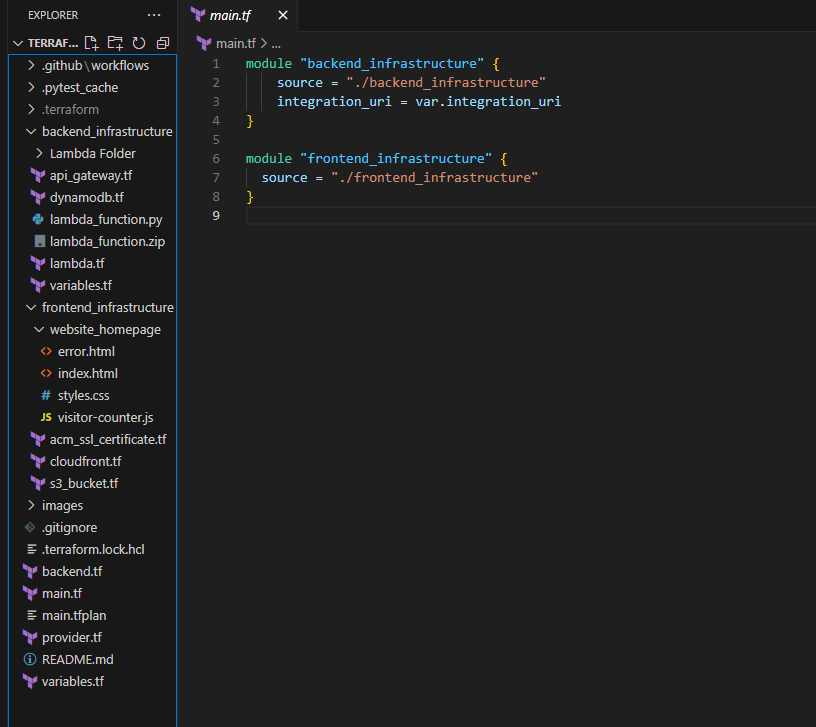 EXPLORER
...
TERRAF...
.github\workflows
.pytest_cache
.terraform
backend_infrastructure
Lambda Folder
api_gateway.tf
dynamodb.tf
lambda_function.py
lambda_function.zip
lambda.tf
variables.tf
frontend_infrastructure
website_homepage
error.html
index.html
# styles.css
JS visitor-counter.js
acm_ssl_certificate.tf
cloudfront.tf
s3_bucket.tf
images
.gitignore
.terraform.lock.hcl
backend.tf
main.tf
main.tfplan
provider.tf
README.md
variables.tf
main.tf
main.tf > ...
1 module "backend_infrastructure" {
2 source = "./backend_infrastructure"
3 integration_uri = var.integration_uri
4 }
5
6 module "frontend_infrastructure" {
7 source = "./frontend_infrastructure"
8 }
9